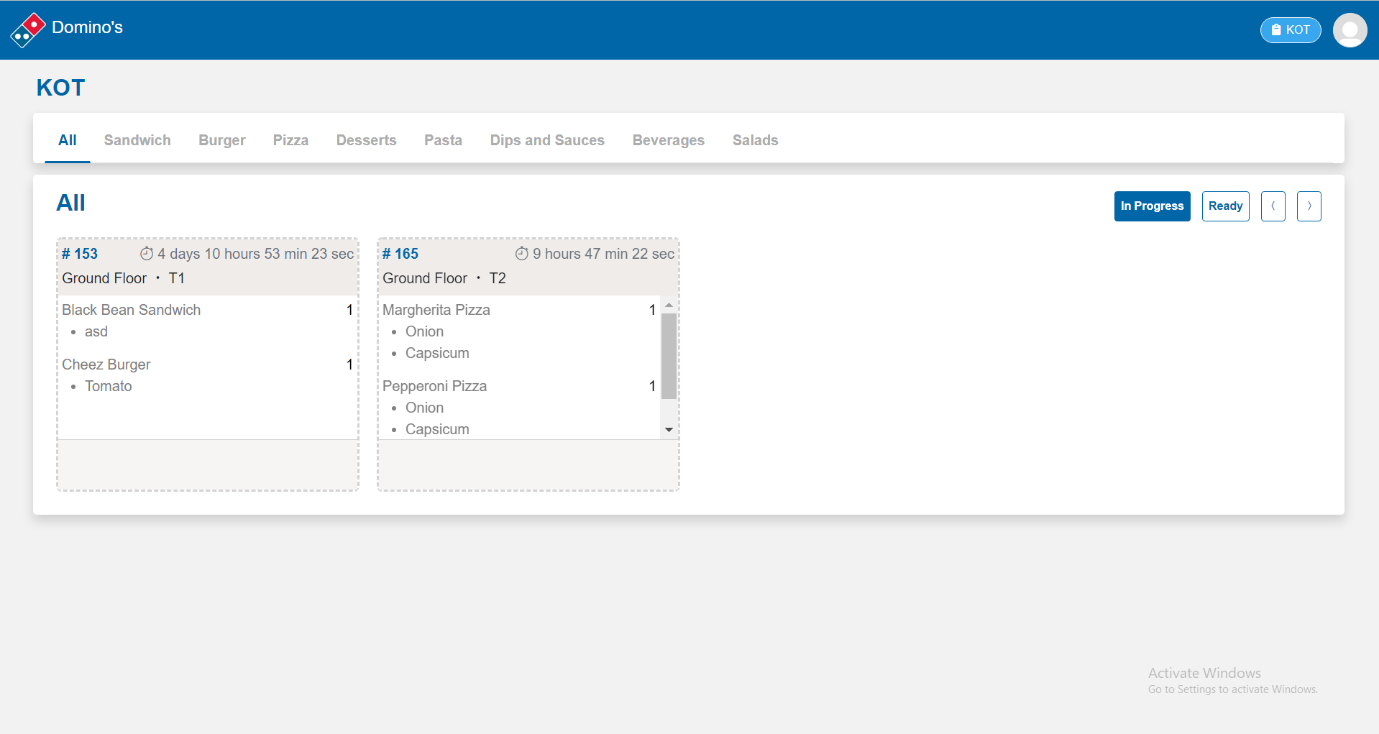 Domino's
KOT
KOT
All Sandwich Burger Pizza Desserts Pasta Dips and Sauces Beverages Salads
All
In Progress Ready
# 153 4 days 10 hours 53 min 23 sec
Ground Floor · T1
Black Bean Sandwich 1
• asd
Cheez Burger 1
• Tomato
# 165 9 hours 47 min 22 sec
Ground Floor · T2
Margherita Pizza 1
• Onion
• Capsicum
Pepperoni Pizza 1
• Onion
• Capsicum
Activate Windows
Go to Settings to activate Windows.